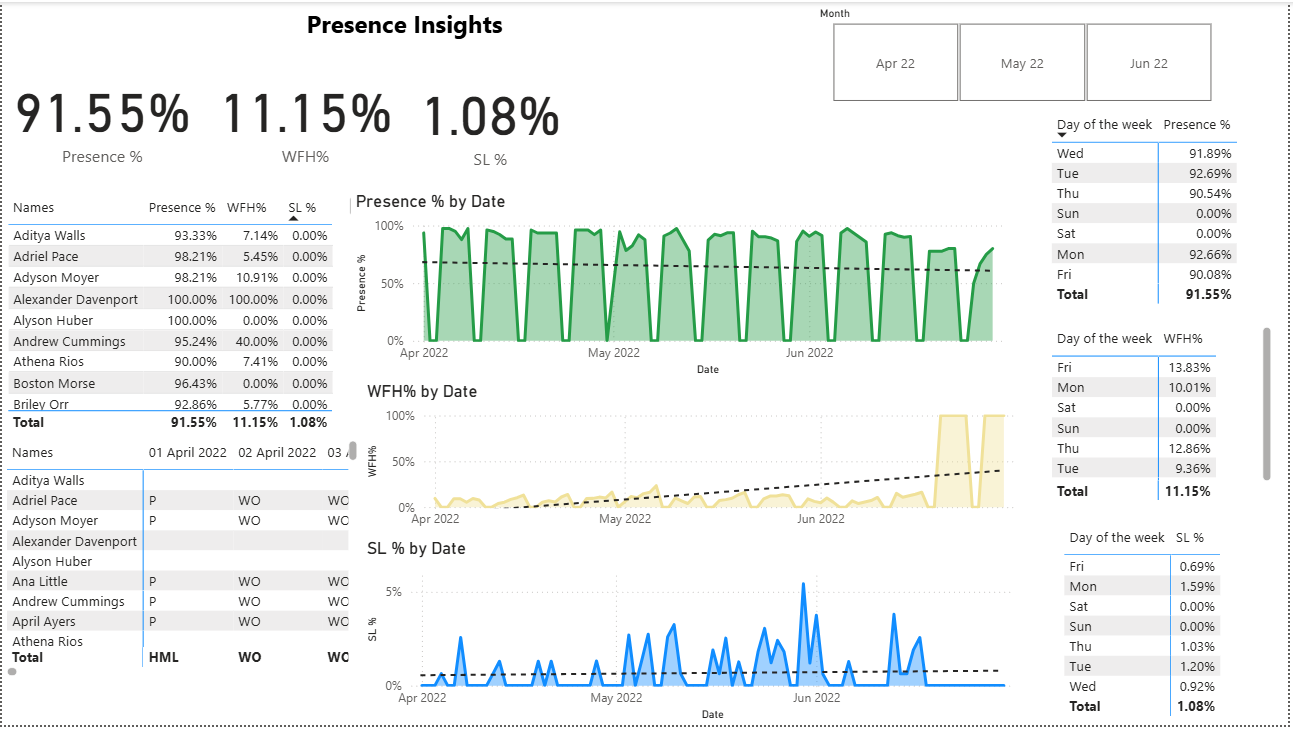 Presence Insights
Month
Apr 22
May 22
Jun 22
91.55%
Presence %
11.15%
WFH%
1.08%
SL %
Names Presence % WFH% SL %
Aditya Walls 93.33% 7.14% 0.00%
Adriel Pace 98.21% 5.45% 0.00%
Adyson Moyer 98.21% 10.91% 0.00%
Alexander Davenport 100.00% 100.00% 0.00%
Alyson Huber 100.00% 0.00% 0.00%
Andrew Cummings 95.24% 40.00% 0.00%
Athena Rios 90.00% 7.41% 0.00%
Boston Morse 96.43% 0.00% 0.00%
Briley Orr 92.86% 5.77% 0.00%
Total 91.55% 11.15% 1.08%
Names 01 April 2022 02 April 2022 03
Aditya Walls
Adriel Pace P WO WO
Adyson Moyer P WO WO
Alexander Davenport
Alyson Huber
Ana Little P WO WO
Andrew Cummings P WO WO
April Ayers P WO WO
Athena Rios
Total HML WO WO
Presence % by Date
Presence %
100%
50%
0%
Apr 2022 May 2022 Jun 2022
Date
WFH% by Date
WFH%
100%
50%
0%
Apr 2022 May 2022 Jun 2022
SL % by Date
SL %
5%
0%
Apr 2022 May 2022 Jun 2022
Date
Day of the week Presence %
Wed 91.89%
Tue 92.69%
Thu 90.54%
Sun 0.00%
Sat 0.00%
Mon 92.66%
Fri 90.08%
Total 91.55%
Day of the week WFH%
Fri 13.83%
Mon 10.01%
Sat 0.00%
Sun 0.00%
Thu 12.86%
Tue 9.36%
Total 11.15%
Day of the week SL %
Fri 0.69%
Mon 1.59%
Sat 0.00%
Sun 0.00%
Thu 1.03%
Tue 1.20%
Wed 0.92%
Total 1.08%